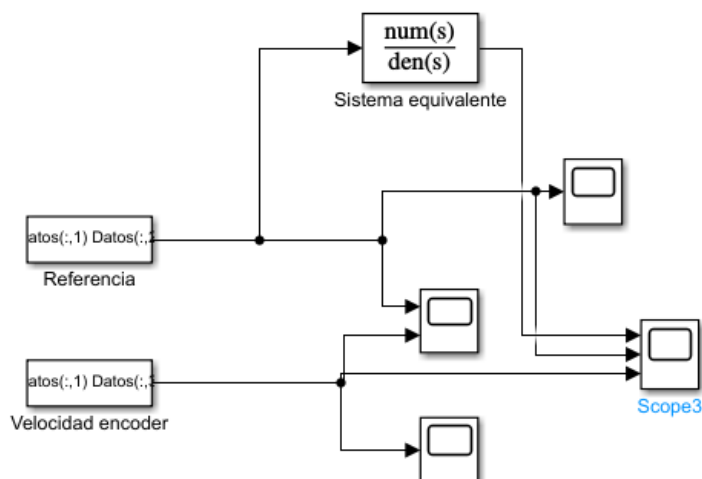 num(s)
den(s)
Sistema equivalente
atos(:,1) Datos(:,2
Referencia
atos(:,1) Datos(:,3
Velocidad encoder
Scope3